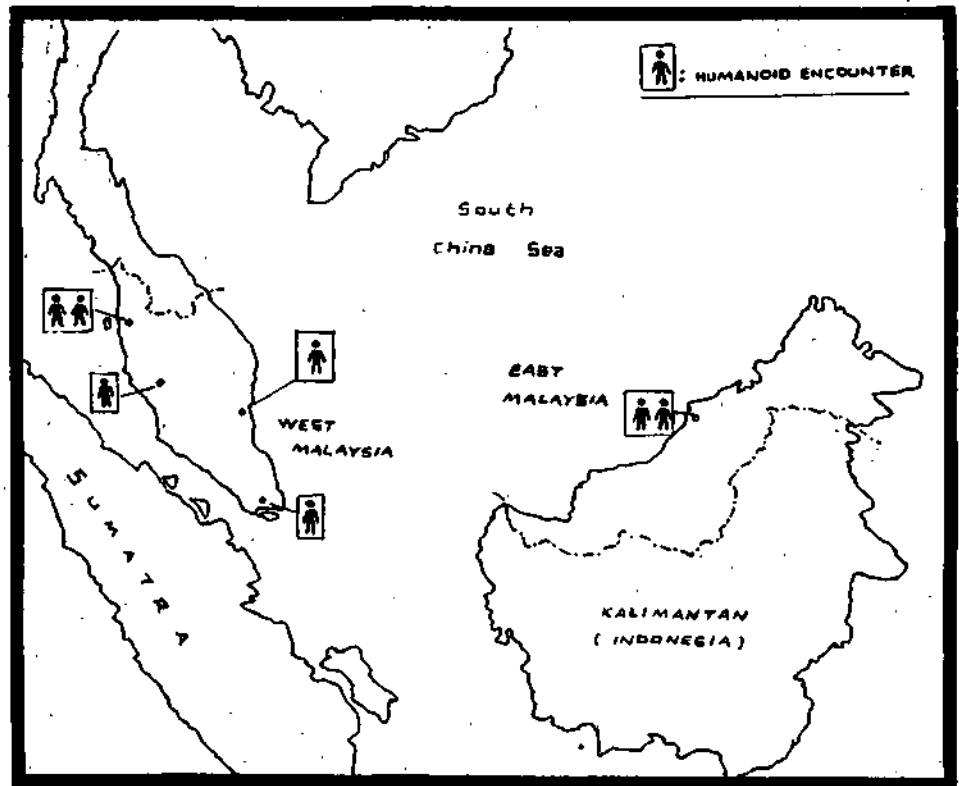 : HUMANOID ENCOUNTER
South
China Sea
EAST
MALAYSIA
WEST
MALAYSIA
SUMATRA
KALIMANTAN
( INDONESIA )